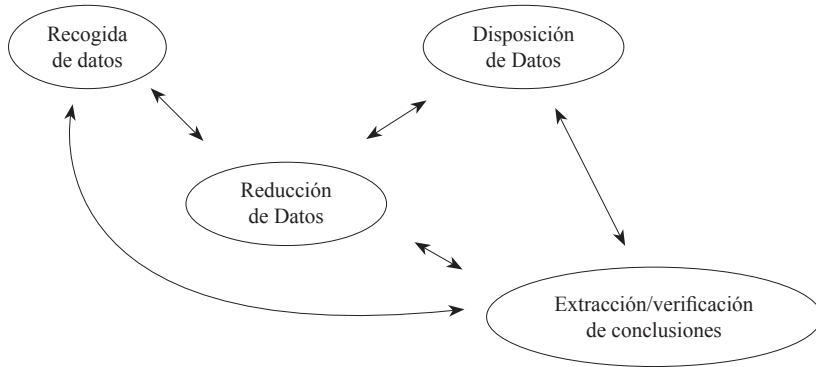 Recogida
de datos
Disposición
de Datos
Reducción
de Datos
Extracción/verificación
de conclusiones